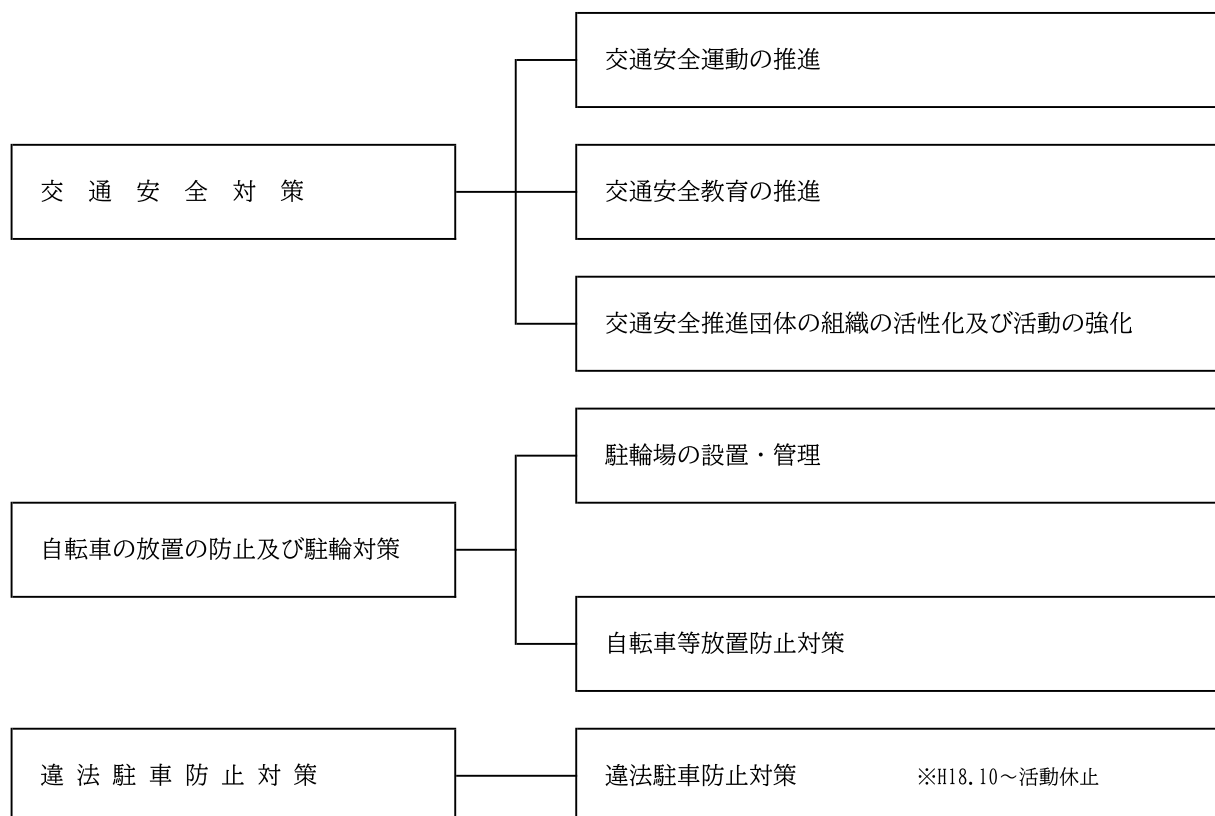 交通安全運動の推進
交通安全対策
交通安全教育の推進
交通安全推進団体の組織の活性化及び活動の強化
駐輪場の設置・管理
自転車の放置の防止及び駐輪対策
自転車等放置防止対策
違法駐車防止対策
違法駐車防止対策 ※H18.10～活動休止